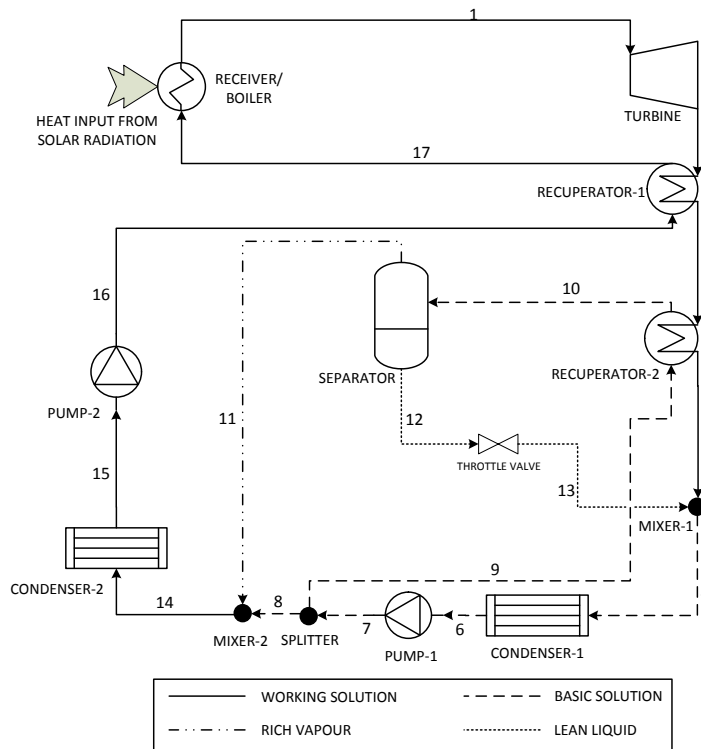 1
RECEIVER/
BOILER
TURBINE
HEAT INPUT FROM
SOLAR RADIATION
17
RECUPERATOR-1
16
10
SEPARATOR
RECUPERATOR-2
PUMP-2
11
12
THROTTLE VALVE
15
13
MIXER-1
CONDENSER-2
9
14
8
7
6
MIXER-2
SPLITTER
PUMP-1
CONDENSER-1
WORKING SOLUTION
BASIC SOLUTION
RICH VAPOUR
LEAN LIQUID